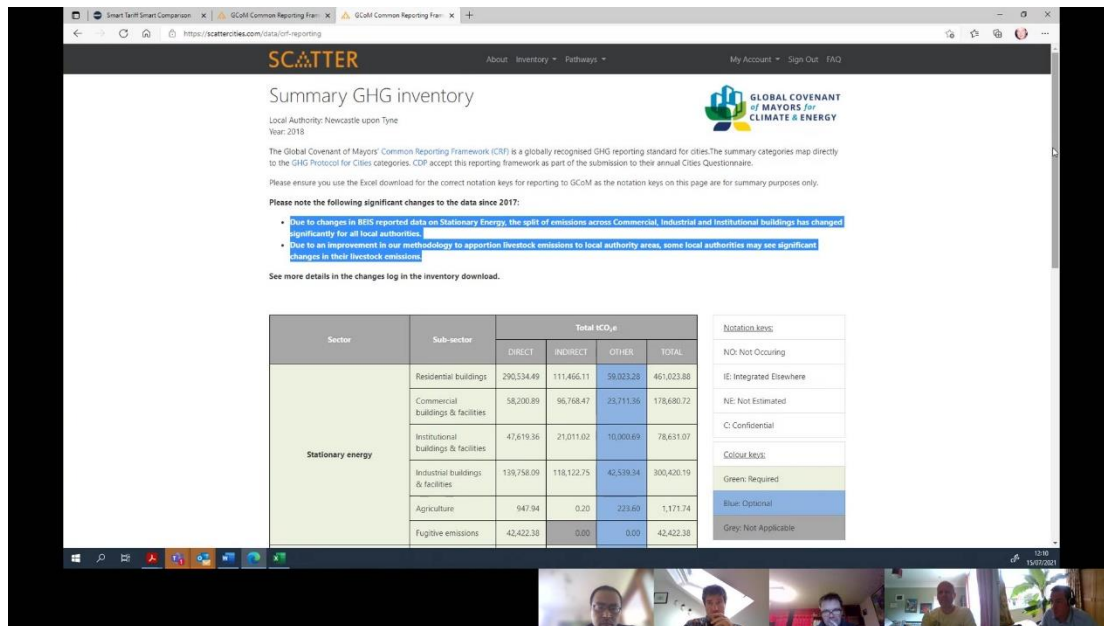 Smart Tariff Smart Comparison
GCoM Common Reporting Fram
GCoM Common Reporting Fram
https://scattercities.com/data/crf-reporting
SCATTER
About Inventory Pathways
My Account Sign Out FAQ
Summary GHG inventory
GLOBAL COVENANT
of MAYORS for
CLIMATE & ENERGY
Local Authority: Newcastle upon Tyne
Year: 2018
The Global Covenant of Mayors' Common Reporting Framework (CRF) is a globally recognised GHG reporting standard for cities.The summary categories map directly
to the GHG Protocol for Cities categories. CDP accept this reporting framework as part of the submission to their annual Cities Questionnaire.
Please ensure you use the Excel download for the correct notation keys for reporting to GCoM as the notation keys on this page are for summary purposes only.
Please note the following significant changes to the data since 2017:
• Due to changes in BEIS reported data on Stationary Energy, the split of emissions across Commercial, Industrial and Institutional buildings has changed
significantly for all local authorities.
• Due to an improvement in our methodology to apportion livestock emissions to local authority areas, some local authorities may see significant
changes in their livestock emissions.
See more details in the changes log in the inventory download.
Sector Sub-sector Total tCO₂e
DIRECT INDIRECT OTHER TOTAL
Stationary energy
Residential buildings 290,534.49 111,466.11 59,023.28 461,023.88
Commercial
buildings & facilities 58,200.89 96,768.47 23,711.36 178,680.72
Institutional
buildings & facilities 47,619.36 21,011.02 10,000.69 78,631.07
Industrial buildings
& facilities 139,758.09 118,122.75 42,539.34 300,420.19
Agriculture 947.94 0.20 223.60 1,171.74
Fugitive emissions 42,422.38 0.00 0.00 42,422.38
Notation keys:
NO: Not Occuring
IE: Integrated Elsewhere
NE: Not Estimated
C: Confidential
Colour keys:
Green: Required
Blue: Optional
Grey: Not Applicable
12:10
15/07/2021